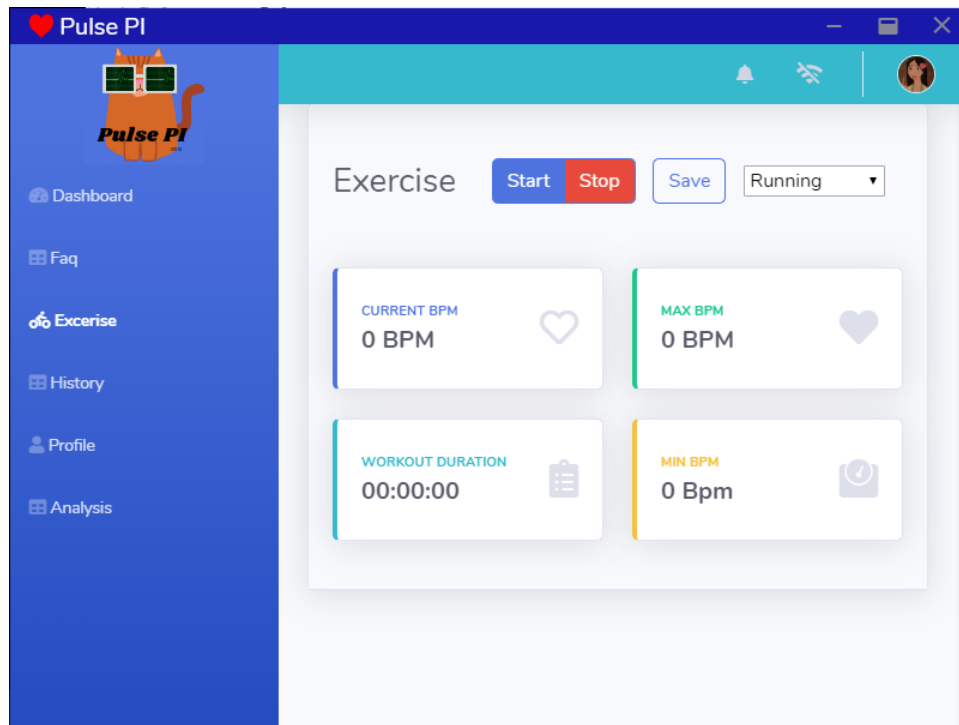 Pulse PI
Pulse PI
Dashboard
Faq
Excerise
History
Profile
Analysis
Exercise Start Stop Save Running
CURRENT BPM
0 BPM
MAX BPM
0 BPM
WORKOUT DURATION
00:00:00
MIN BPM
0 Bpm